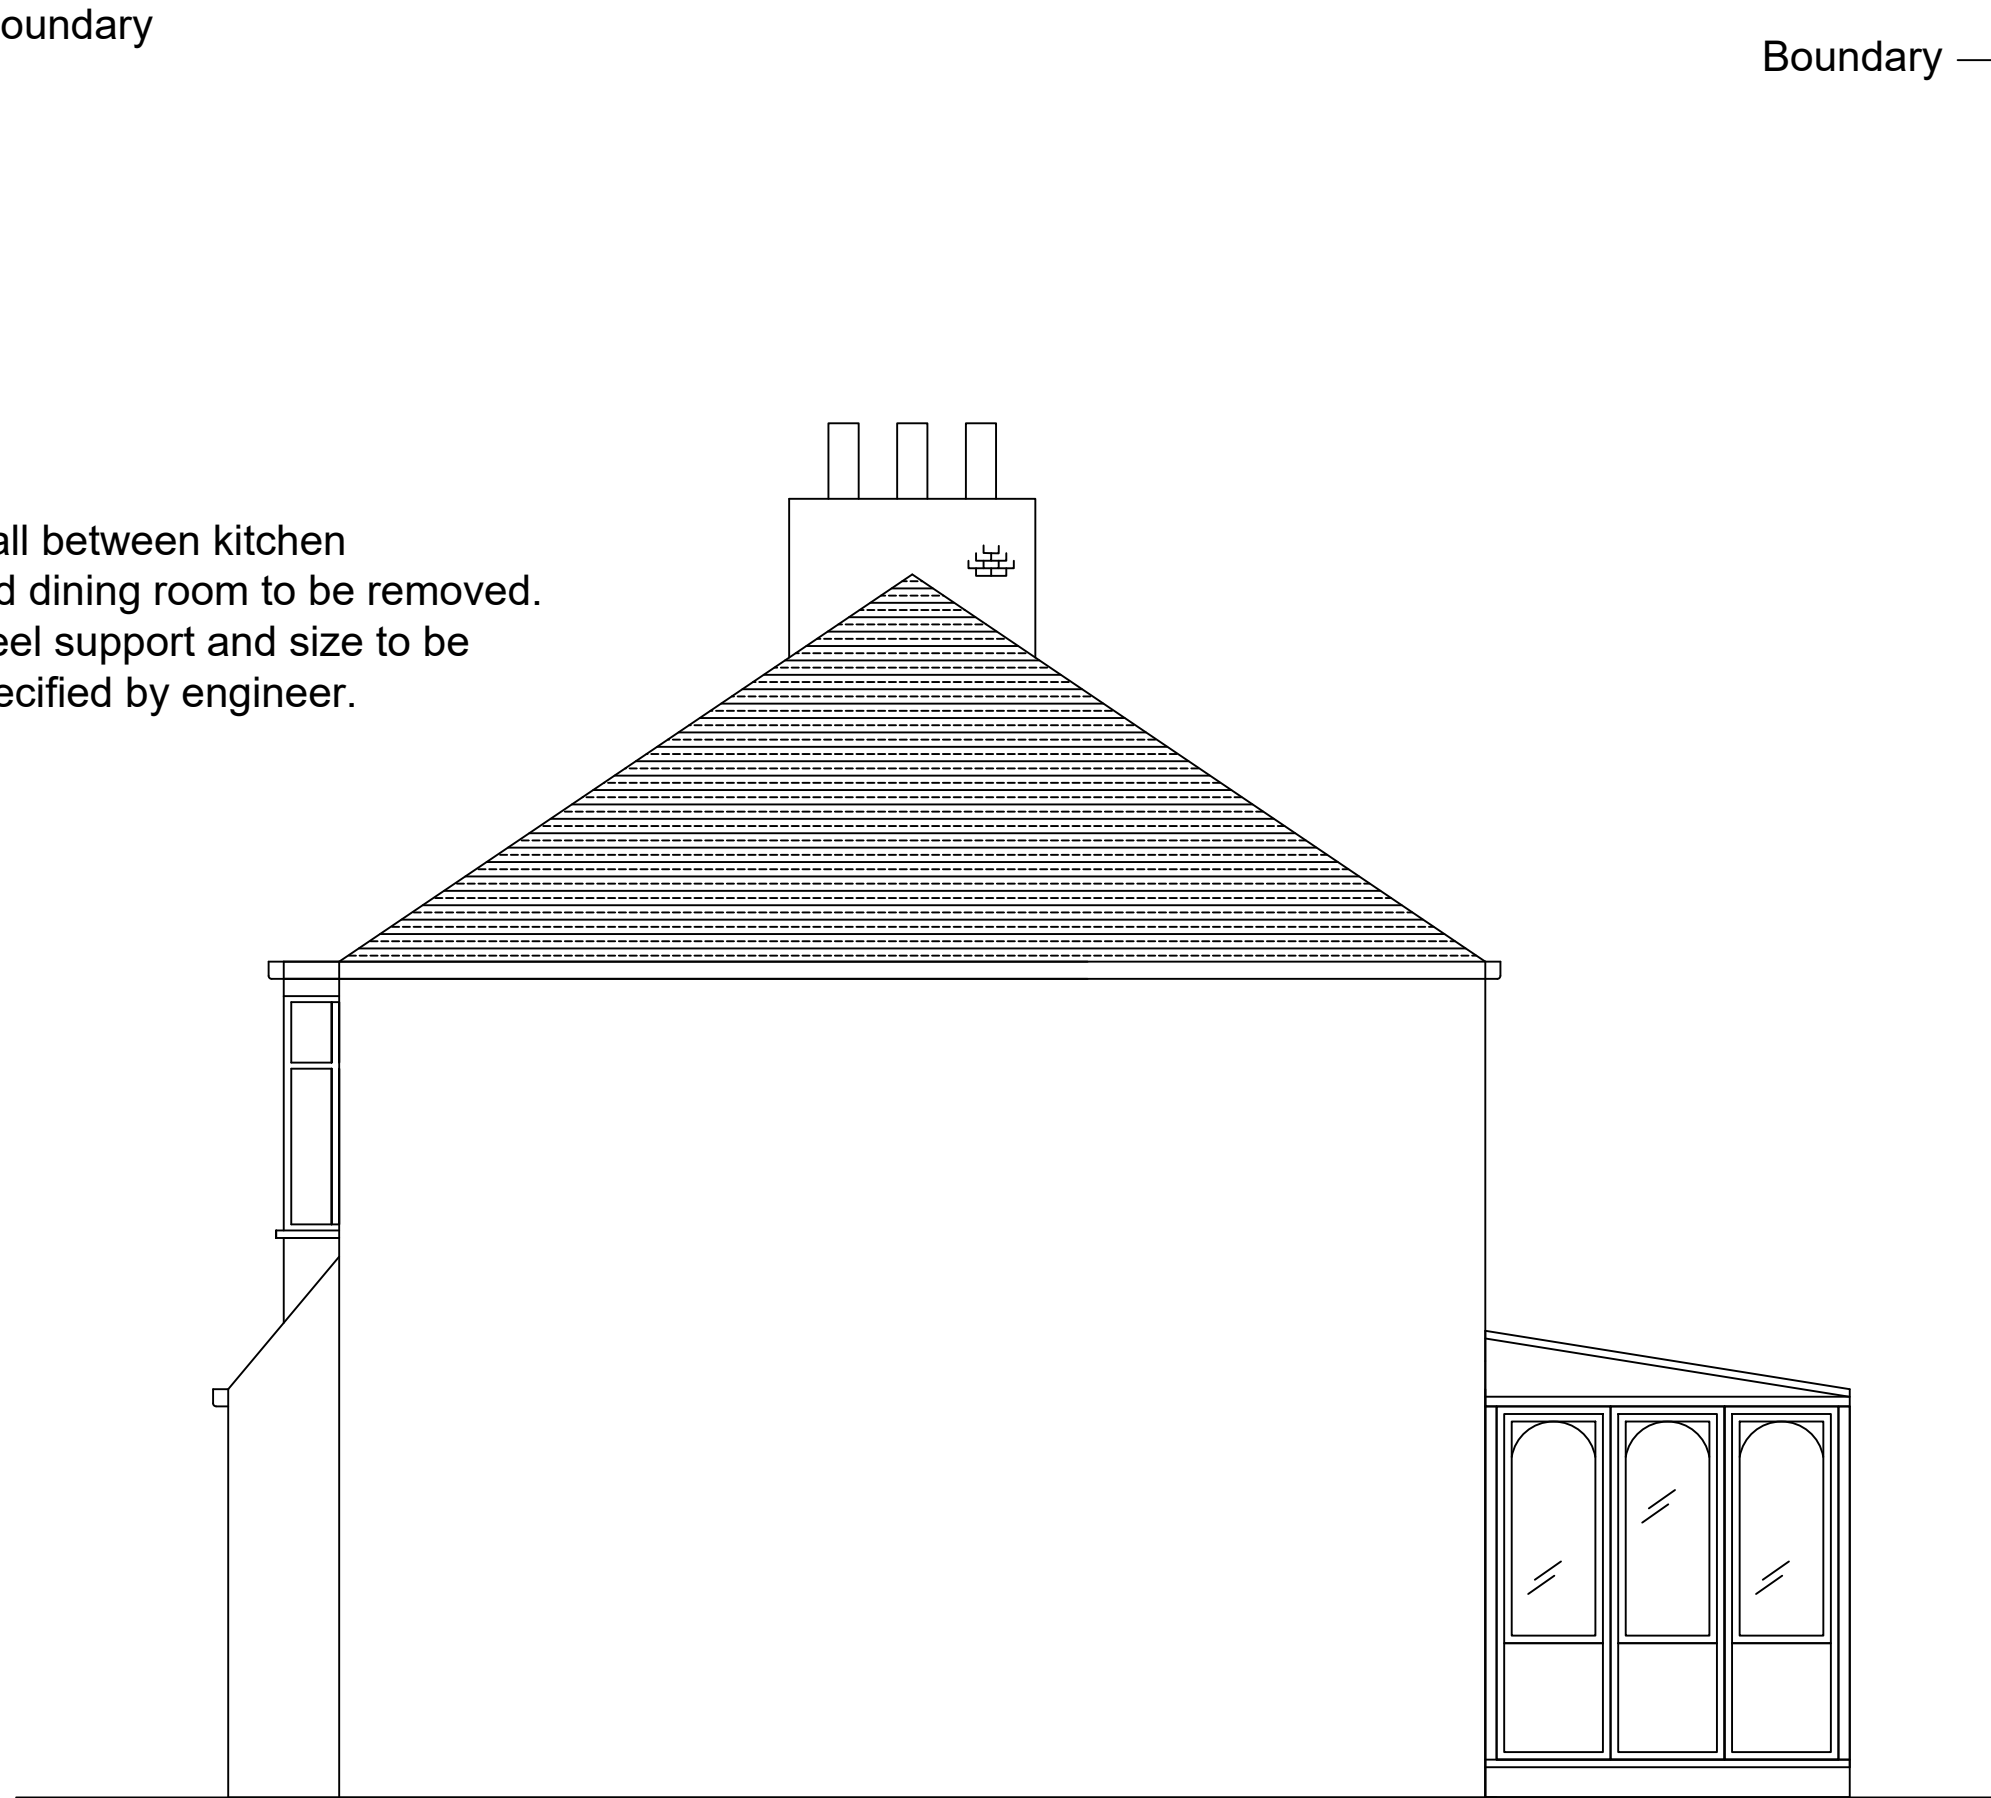 oundary
Boundary
all between kitchen
d dining room to be removed.
eel support and size to be
ecified by engineer.